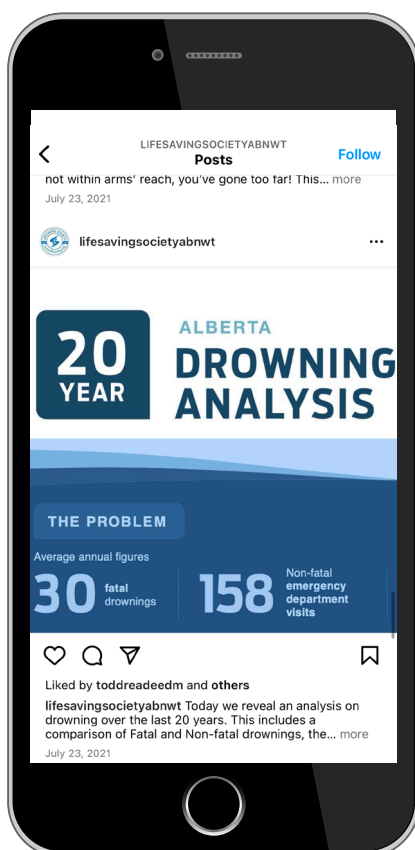 LIFESAVINGSOCIETYABNWT
Posts
Follow
not within arms' reach, you've gone too far! This... more
July 23, 2021
lifesavingsocietyabnwt
20
YEAR
ALBERTA
DROWNING
ANALYSIS
THE PROBLEM
Average annual figures
30
fatal
drownings
158
Non-fatal
emergency
department
visits
Liked by toddreadeedm and others
lifesavingsocietyabnwt Today we reveal an analysis on
drowning over the last 20 years. This includes a
comparison of Fatal and Non-fatal drownings, the... more
July 23, 2021